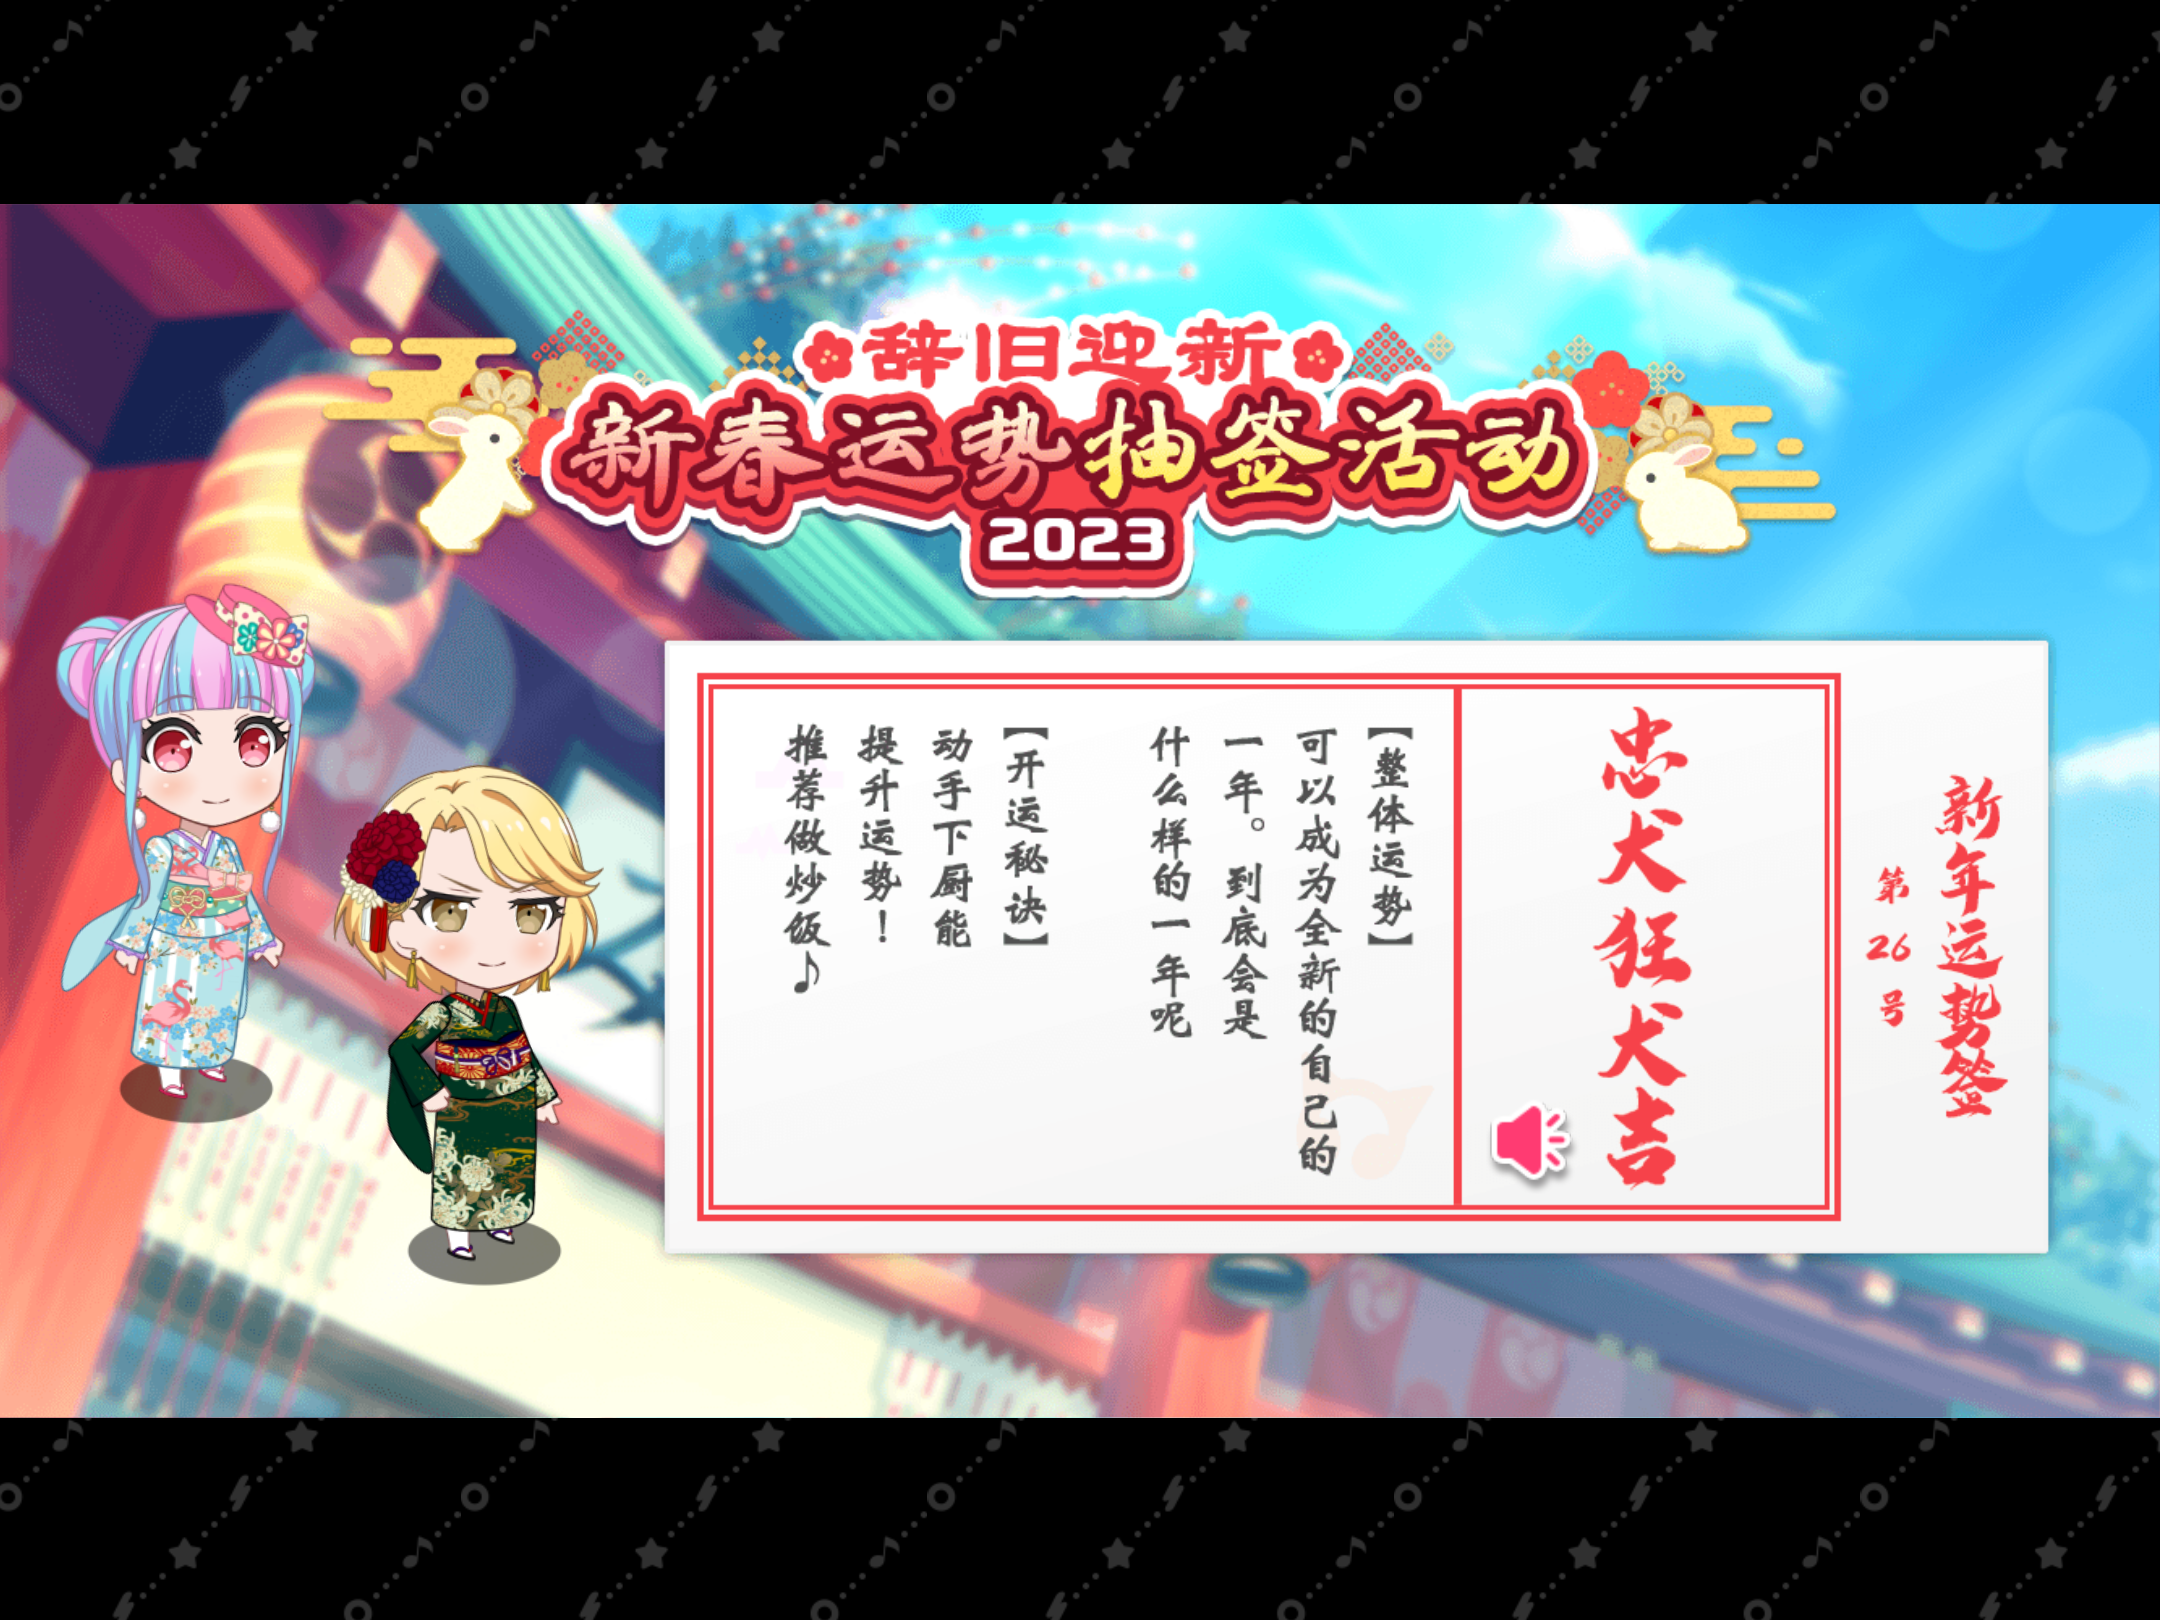 辞旧迎新
新春运势抽签活动
2023
新年运势签
第26号
忠犬狂犬吉
【整体运势】
可以成为全新的自己的
一年。到底会是
什么样的一年呢
【开运秘诀】
动手下厨能
提升运势！
推荐做炒饭♪